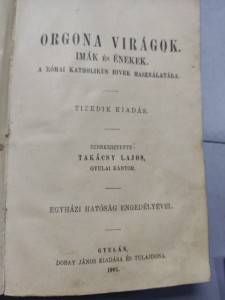 ORGONA VIRÁGOK.
IMÁK ÉS ÉNEKEK.
A RÓMAI KATHOLIKUS HIVEK HASZNÁLATÁRA.
TIZEDIK KIADÁS.
SZERKESZTETTE:
TAKÁCSY LAJOS,
GYULAI KÁNTOR.
EGYHÁZI HATÓSÁG ENGEDÉLYÉVEL.
GYULÁN,
DOBAY JÁNOS KIADÁSA ÉS TULAJDONA.